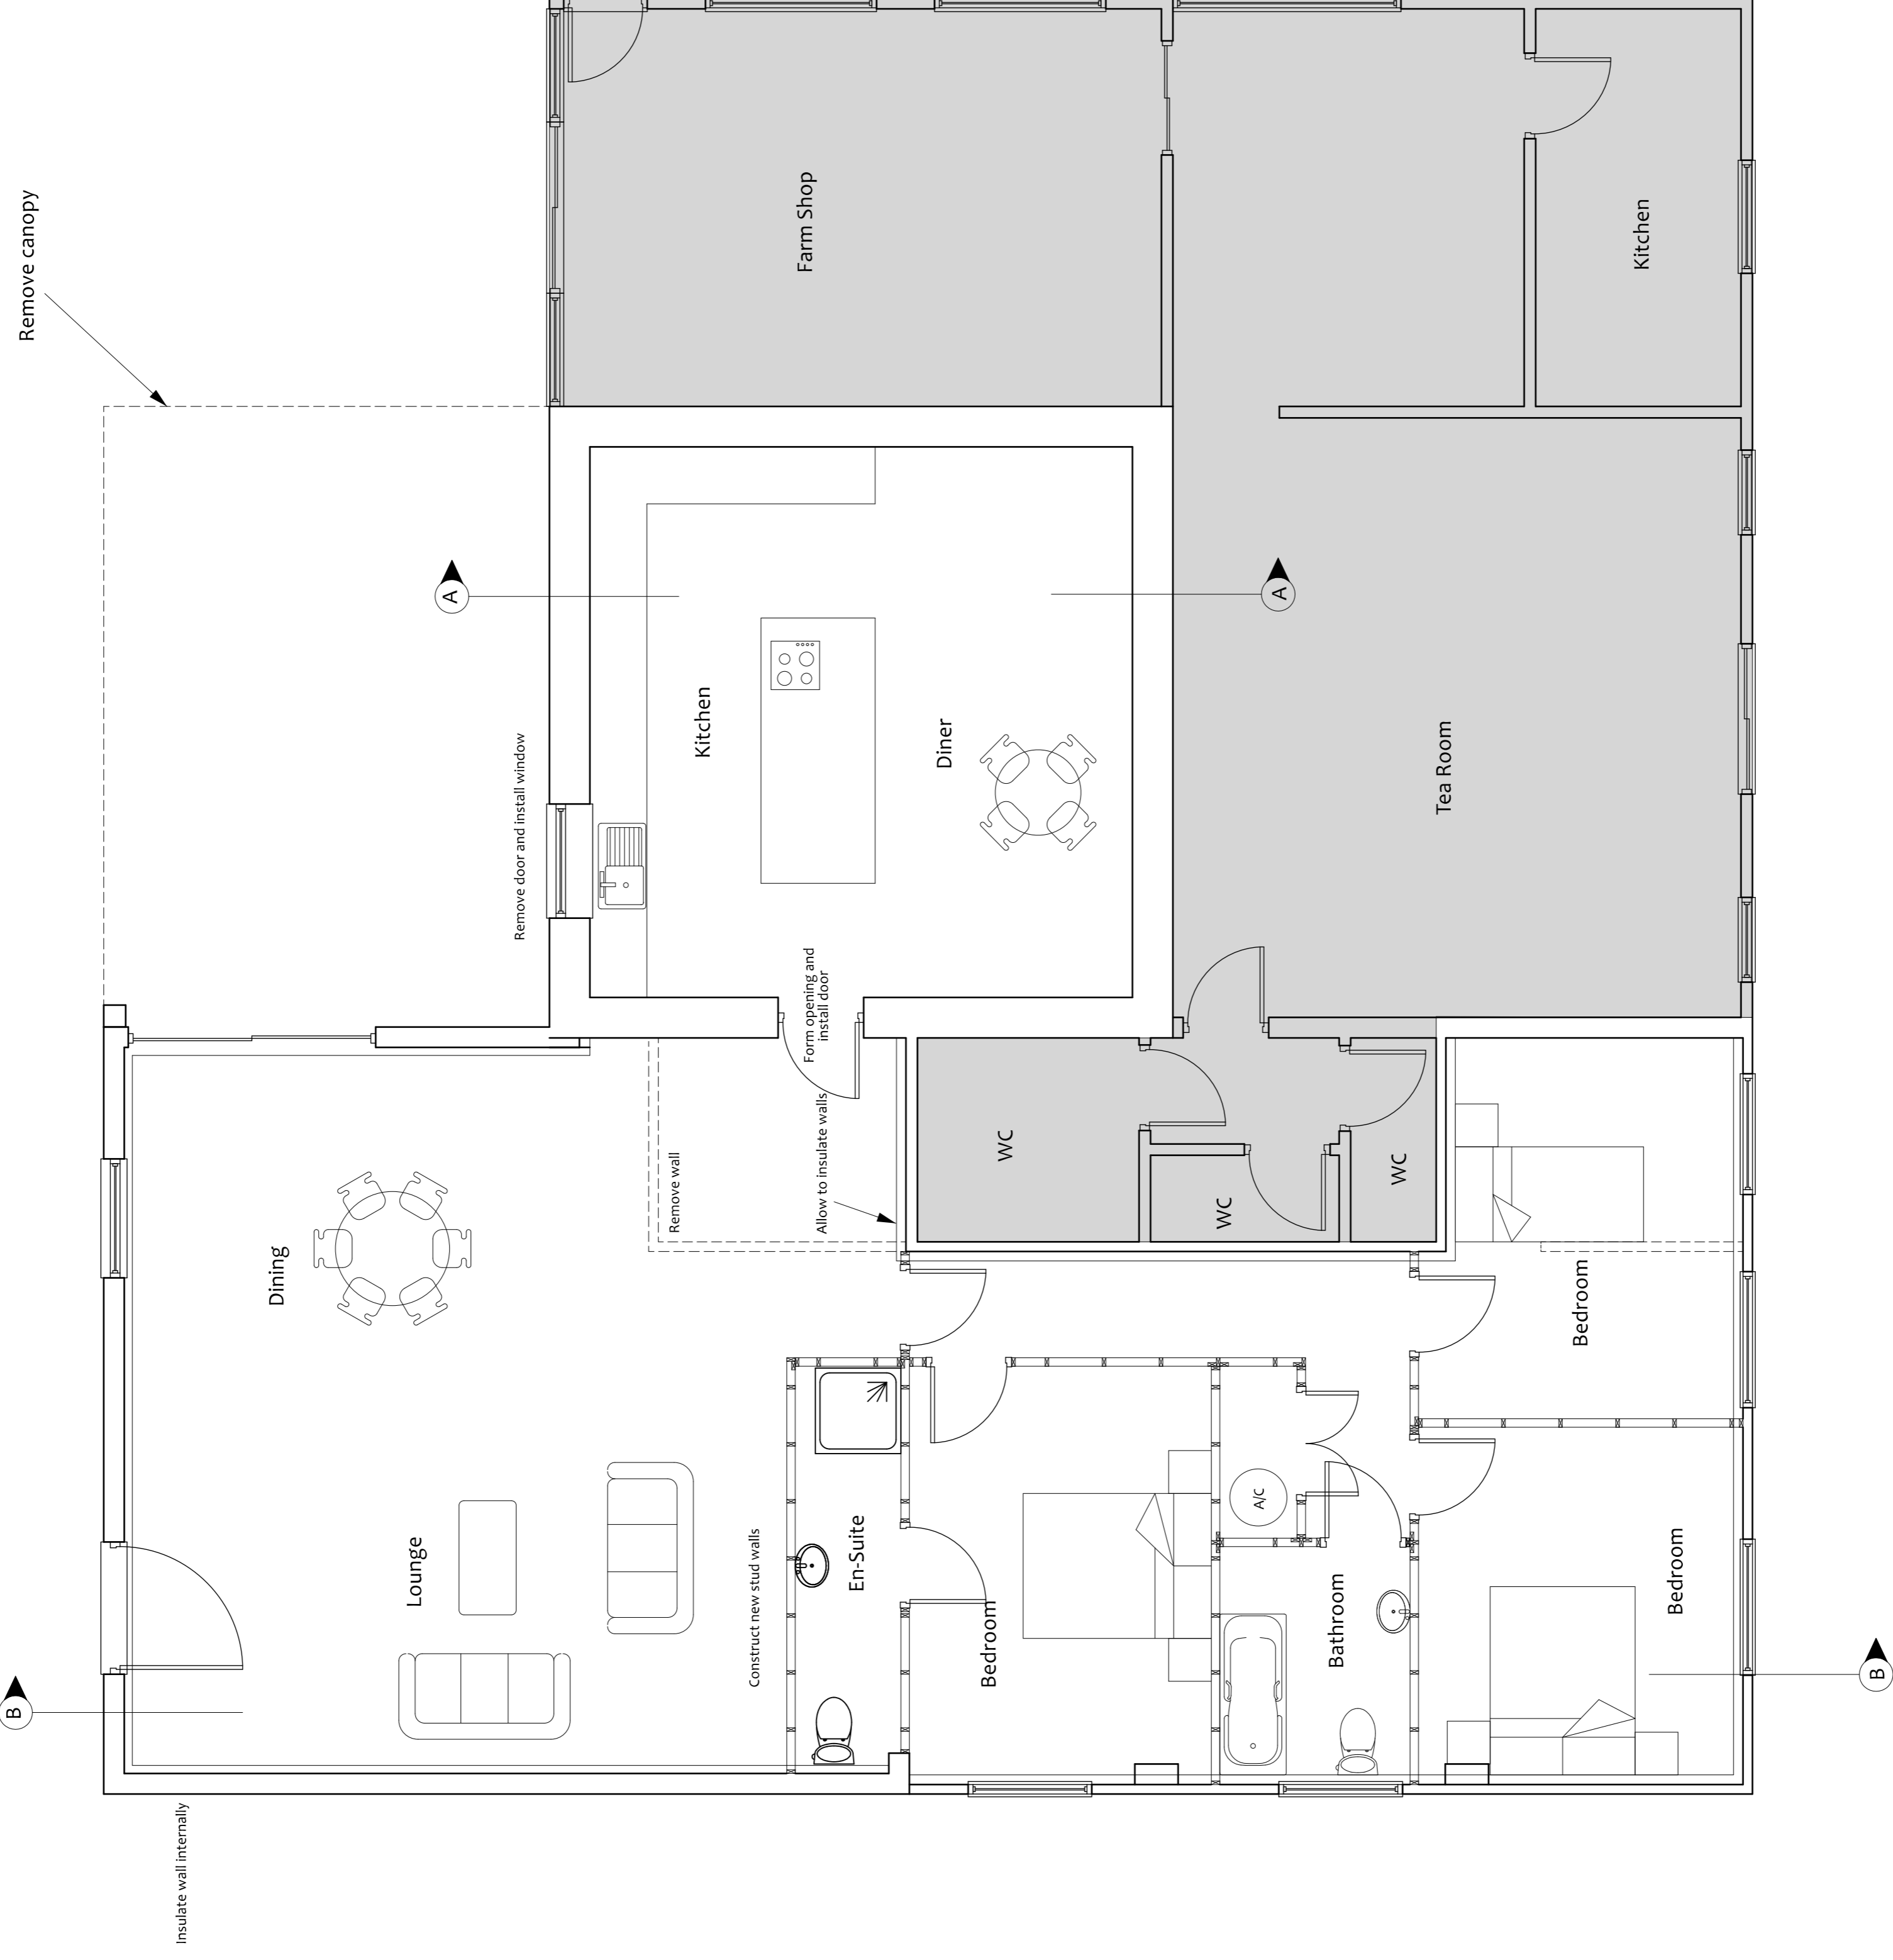 Remove canopy
Farm Shop
Kitchen
A
A
Remove door and install window
Kitchen
Diner
Tea Room
Form opening and
install door
Allow to insulate walls
Remove wall
WC
WC
WC
Dining
Lounge
Construct new stud walls
En-Suite
Bedroom
A/C
Bathroom
Bedroom
Bedroom
B
B
Insulate wall internally